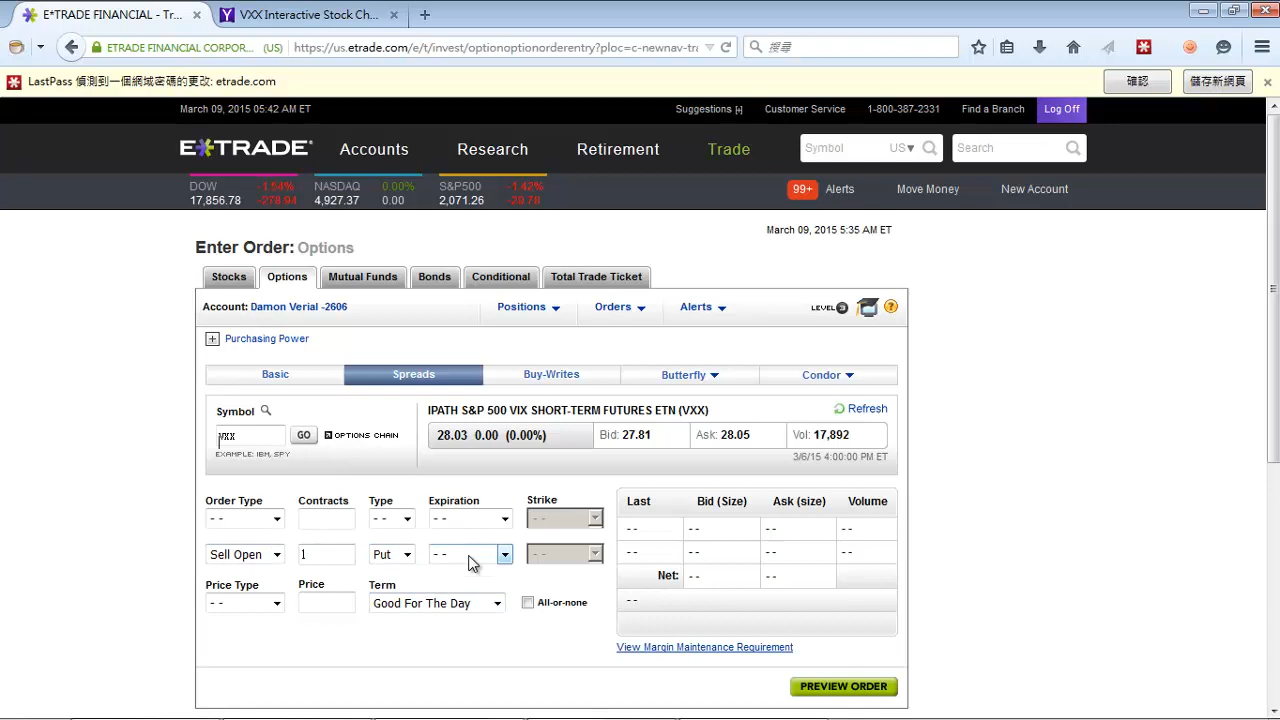 E*TRADE FINANCIAL - Tr...
VXX Interactive Stock Ch...
ETRADE FINANCIAL CORPOR... (US)
https://us.etrade.com/e/t/invest/optionoptionorderentry?ploc=c-newnav-tra
搜尋
LastPass 偵測到一個網域密碼的更改: etrade.com
確認
儲存新網頁
March 09, 2015 05:42 AM ET
Suggestions [+]
Customer Service
1-800-387-2331
Find a Branch
Log Off
E*TRADE
Accounts
Research
Retirement
Trade
Symbol
US▾
Search
DOW -1.54%
17,856.78 -278.94
NASDAQ 0.00%
4,927.37 0.00
S&P500 -1.42%
2,071.26 -29.78
99+ Alerts
Move Money
New Account
March 09, 2015 5:35 AM ET
Enter Order: Options
Stocks
Options
Mutual Funds
Bonds
Conditional
Total Trade Ticket
Account: Damon Verial -2606
Positions
Orders
Alerts
LEVEL 3
?
+ Purchasing Power
Basic
Spreads
Buy-Writes
Butterfly
Condor
Symbol
VXX
GO
OPTIONS CHAIN
EXAMPLE: IBM, SPY
IPATH S&P 500 VIX SHORT-TERM FUTURES ETN (VXX)
Refresh
28.03 0.00 (0.00%)
Bid: 27.81
Ask: 28.05
Vol: 17,892
3/6/15 4:00:00 PM ET
Order Type
Contracts
Type
Expiration
Strike
- -
- -
- -
- -
Sell Open
1
Put
- -
- -
Price Type
Price
Term
- -
Good For The Day
All-or-none
Last
Bid (Size)
Ask (size)
Volume
-- -- -- --
-- -- -- --
Net: -- --
--
View Margin Maintenance Requirement
PREVIEW ORDER